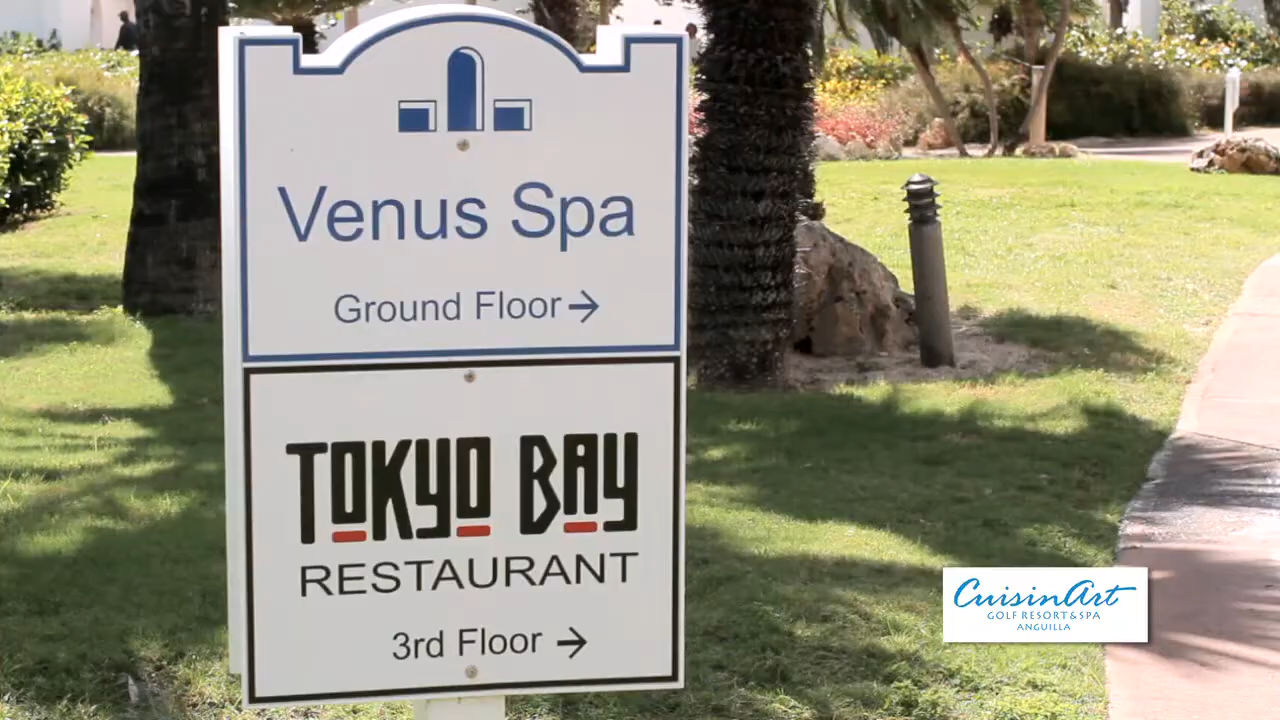 Venus Spa
Ground Floor →
TOKYO BAY
RESTAURANT
3rd Floor →
CuisinArt
GOLF RESORT & SPA
ANGUILLA